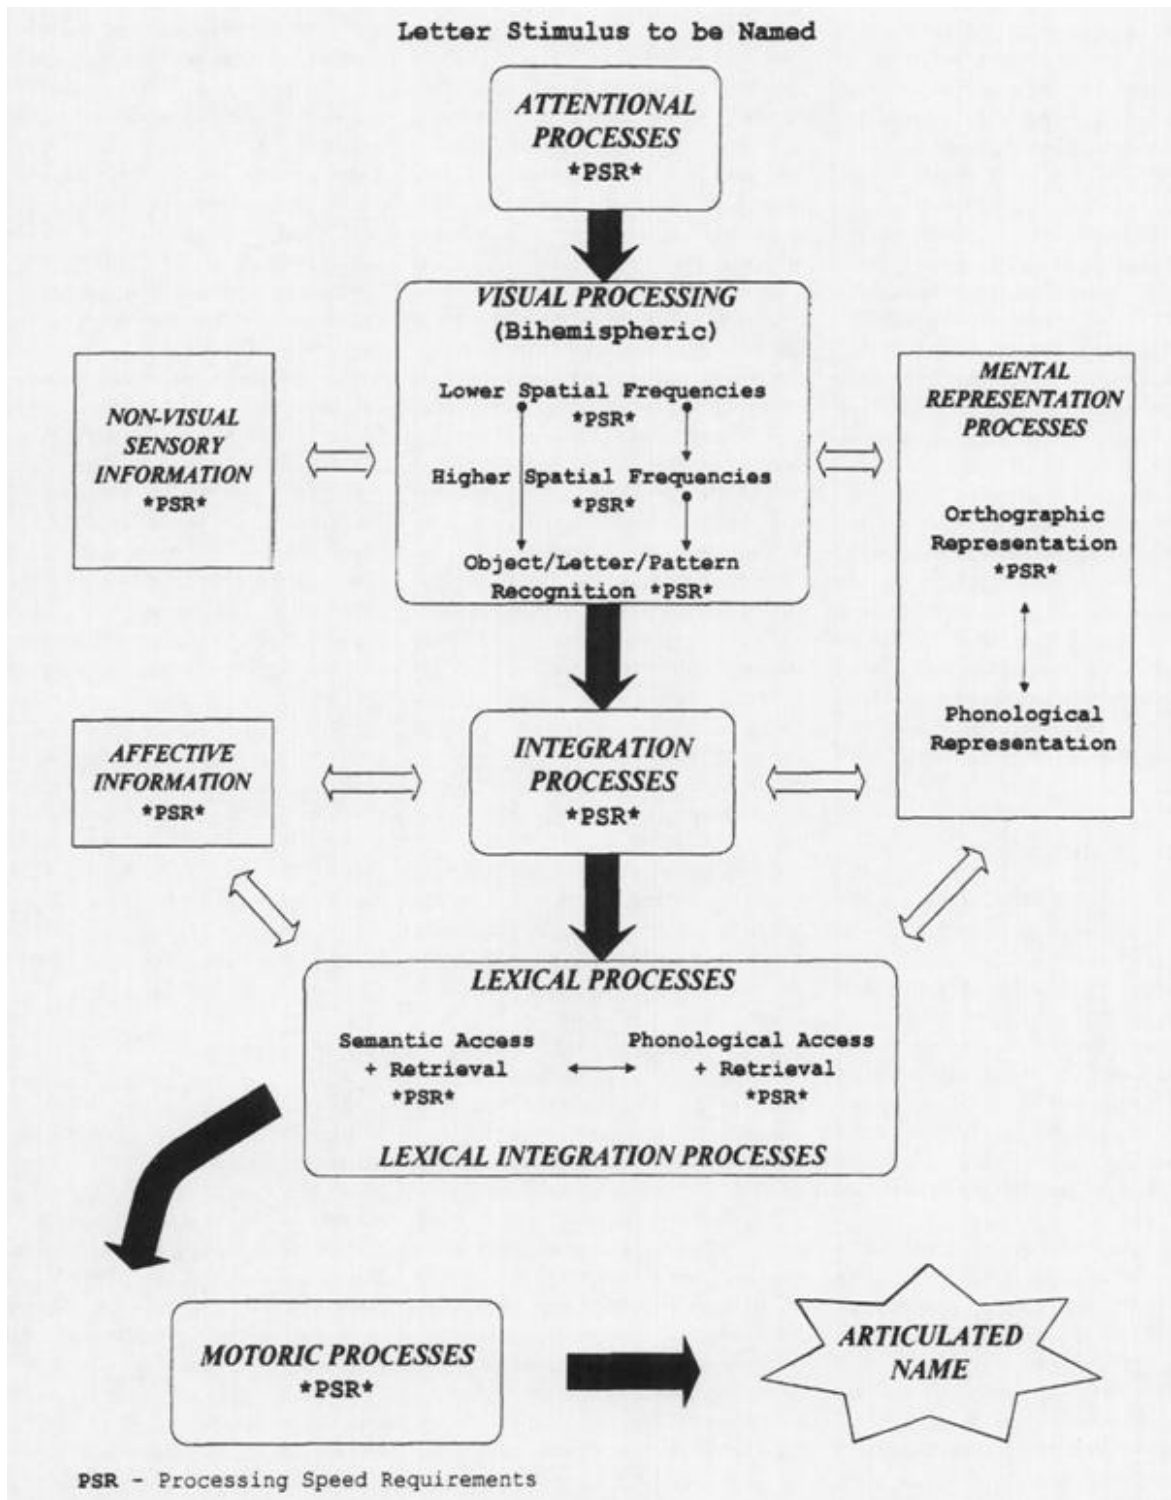 Letter Stimulus to be Named
ATTENTIONAL
PROCESSES
*PSR*
VISUAL PROCESSING
(Bihemispheric)
Lower Spatial Frequencies
*PSR*
Higher Spatial Frequencies
*PSR*
Object/Letter/Pattern
Recognition *PSR*
NON-VISUAL
SENSORY
INFORMATION
*PSR*
MENTAL
REPRESENTATION
PROCESSES
Orthographic
Representation
*PSR*
Phonological
Representation
AFFECTIVE
INFORMATION
*PSR*
INTEGRATION
PROCESSES
*PSR*
LEXICAL PROCESSES
Semantic Access
+ Retrieval
*PSR*
Phonological Access
+ Retrieval
*PSR*
LEXICAL INTEGRATION PROCESSES
MOTORIC PROCESSES
*PSR*
ARTICULATED
NAME
PSR - Processing Speed Requirements